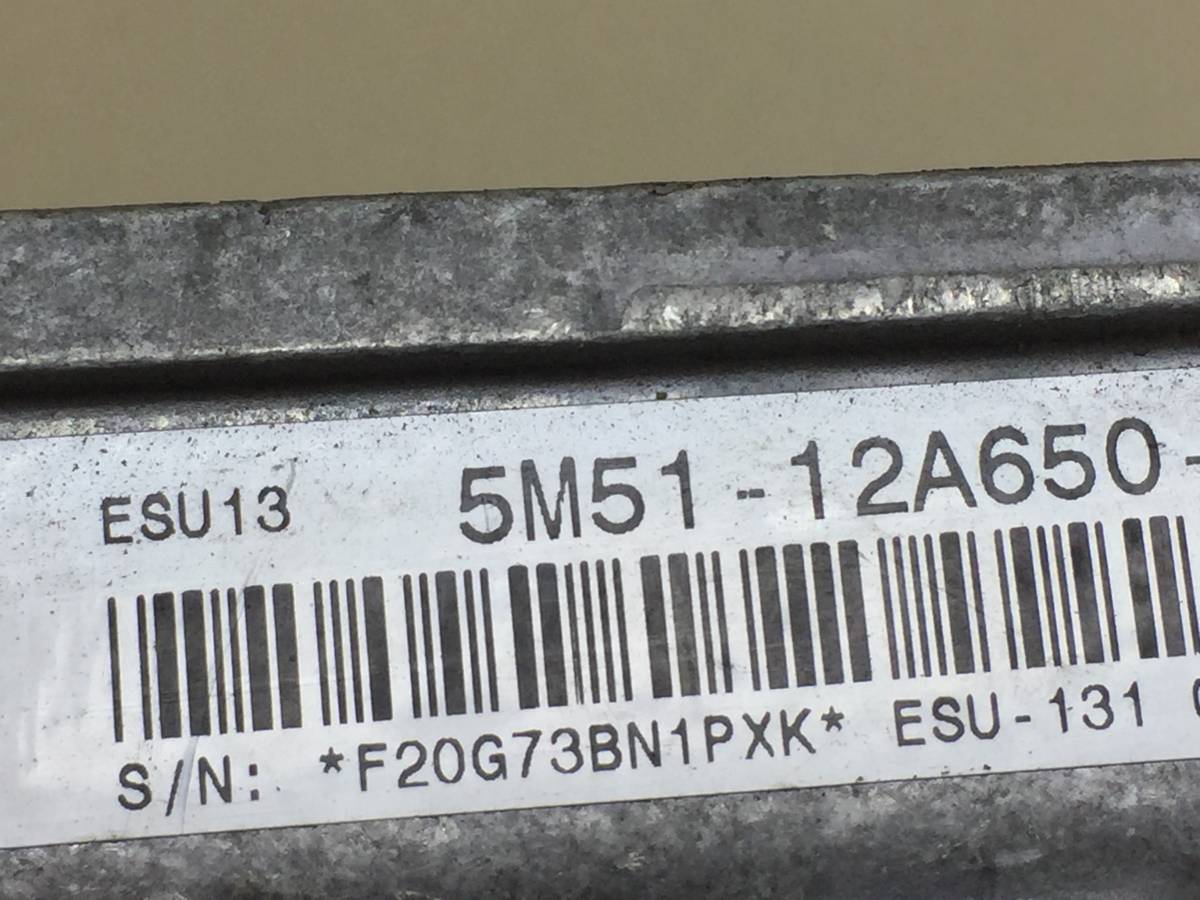 ESU13 5M51-12A650-
S/N: *F20G73BN1PXK* ESU-131